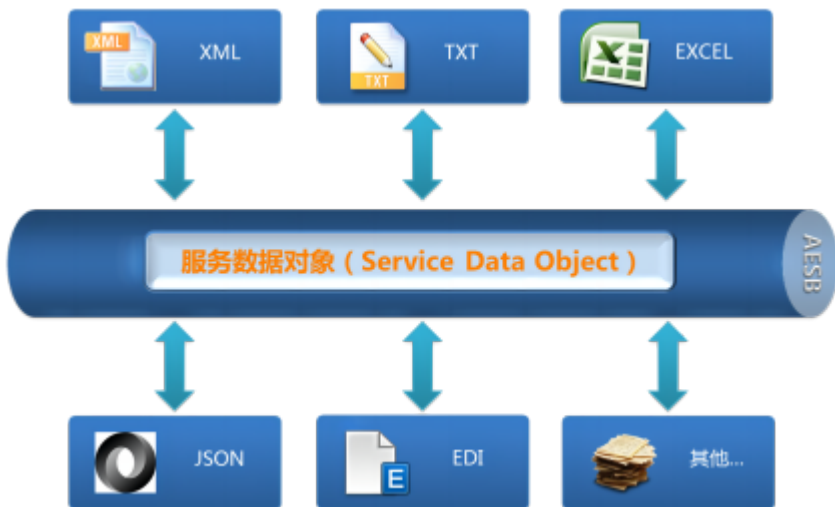 XML
XML
TXT
TXT
EXCEL
服务数据对象（Service Data Object）
AESB
JSON
E
EDI
其他...